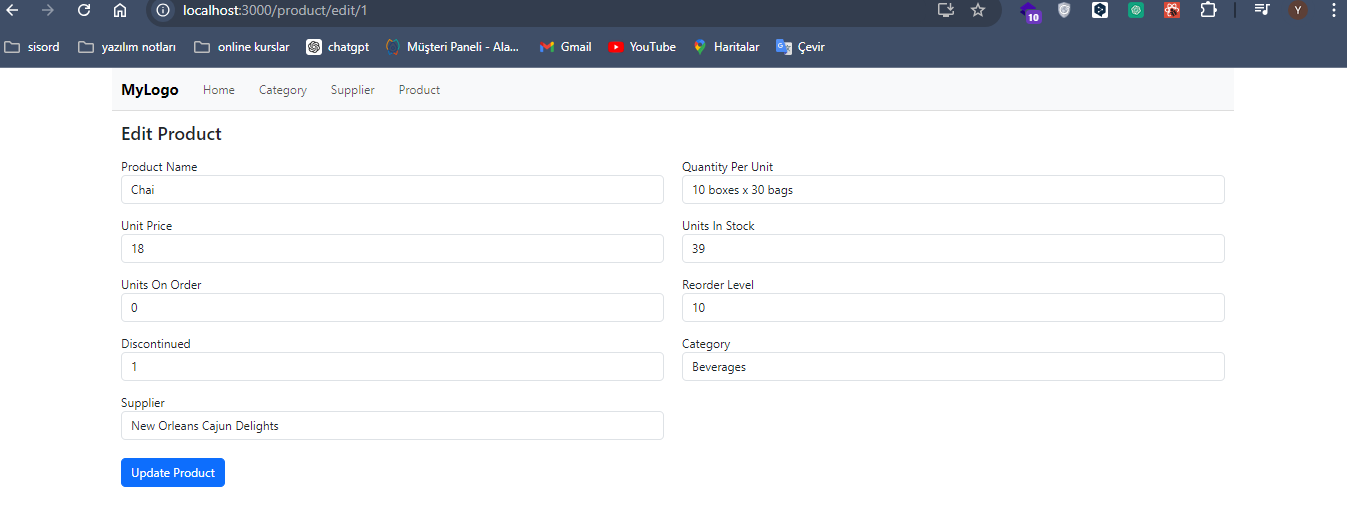 localhost:3000/product/edit/1
10
Y
sisord yazılım notları online kurslar chatgpt Müşteri Paneli - Ala... Gmail YouTube Haritalar Çevir
MyLogo Home Category Supplier Product
Edit Product
Product Name Quantity Per Unit
Chai 10 boxes x 30 bags
Unit Price Units In Stock
18 39
Units On Order Reorder Level
0 10
Discontinued Category
1 Beverages
Supplier
New Orleans Cajun Delights
Update Product